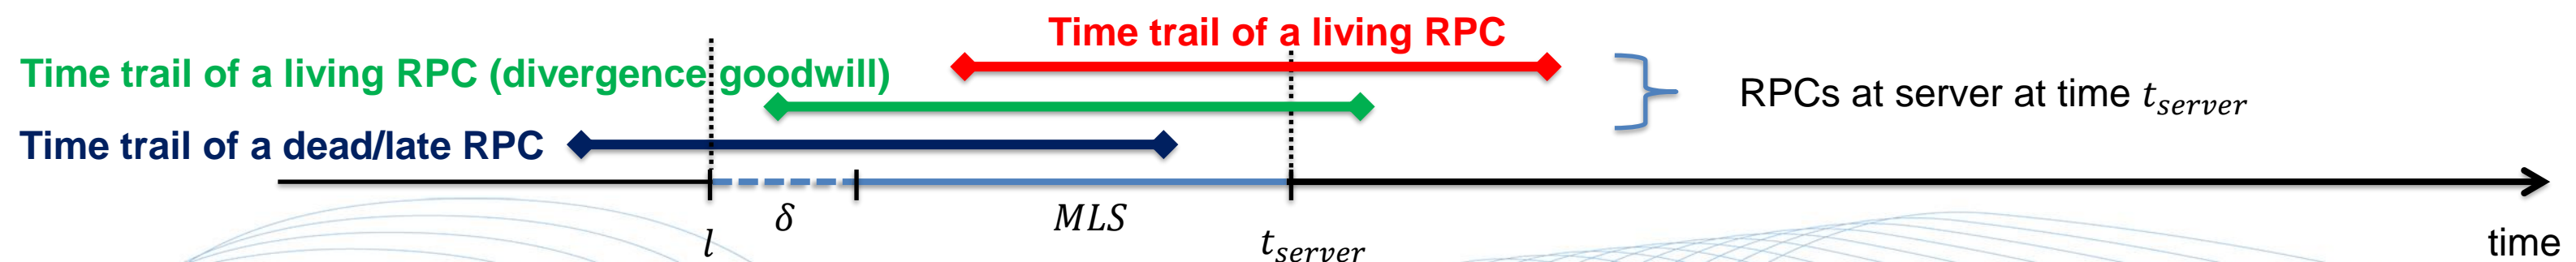 Time trail of a living RPC
Time trail of a living RPC (divergence goodwill)
RPCs at server at time t_server
Time trail of a dead/late RPC
δ
MLS
l
t_server
time